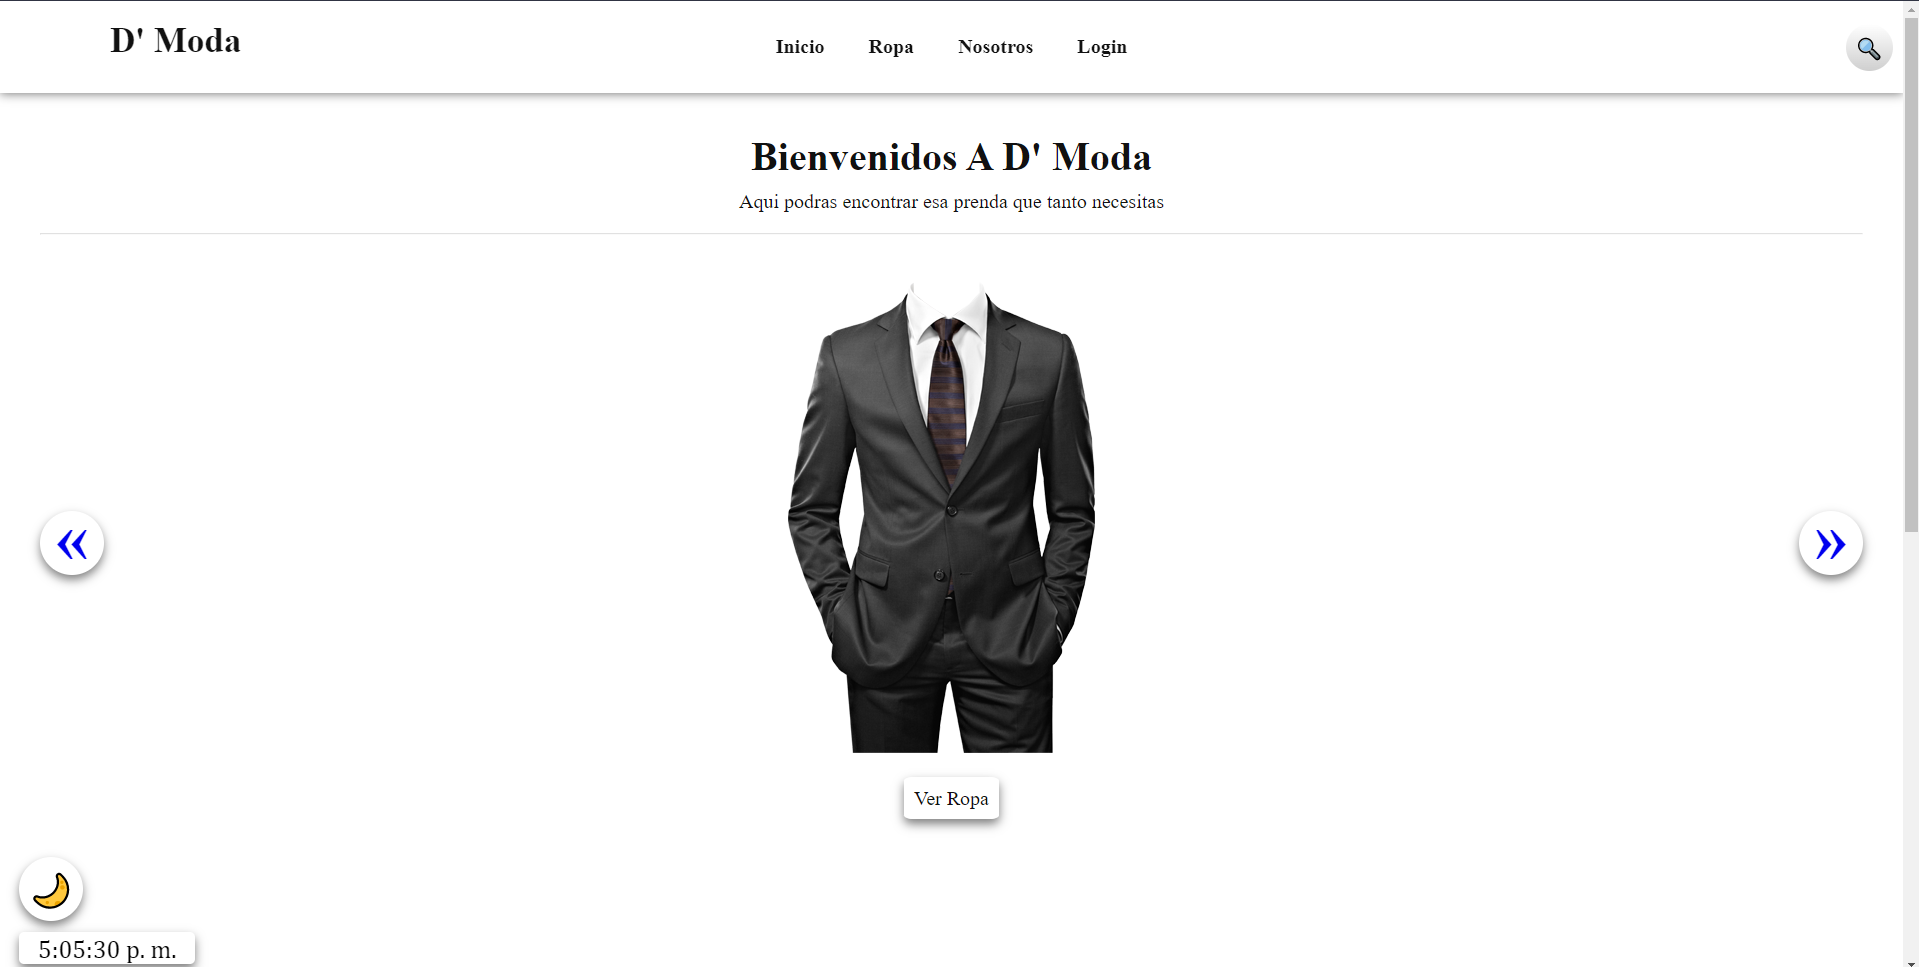 D' Moda
Inicio Ropa Nosotros Login
Bienvenidos A D' Moda
Aqui podras encontrar esa prenda que tanto necesitas
« »
Ver Ropa
5:05:30 p. m.